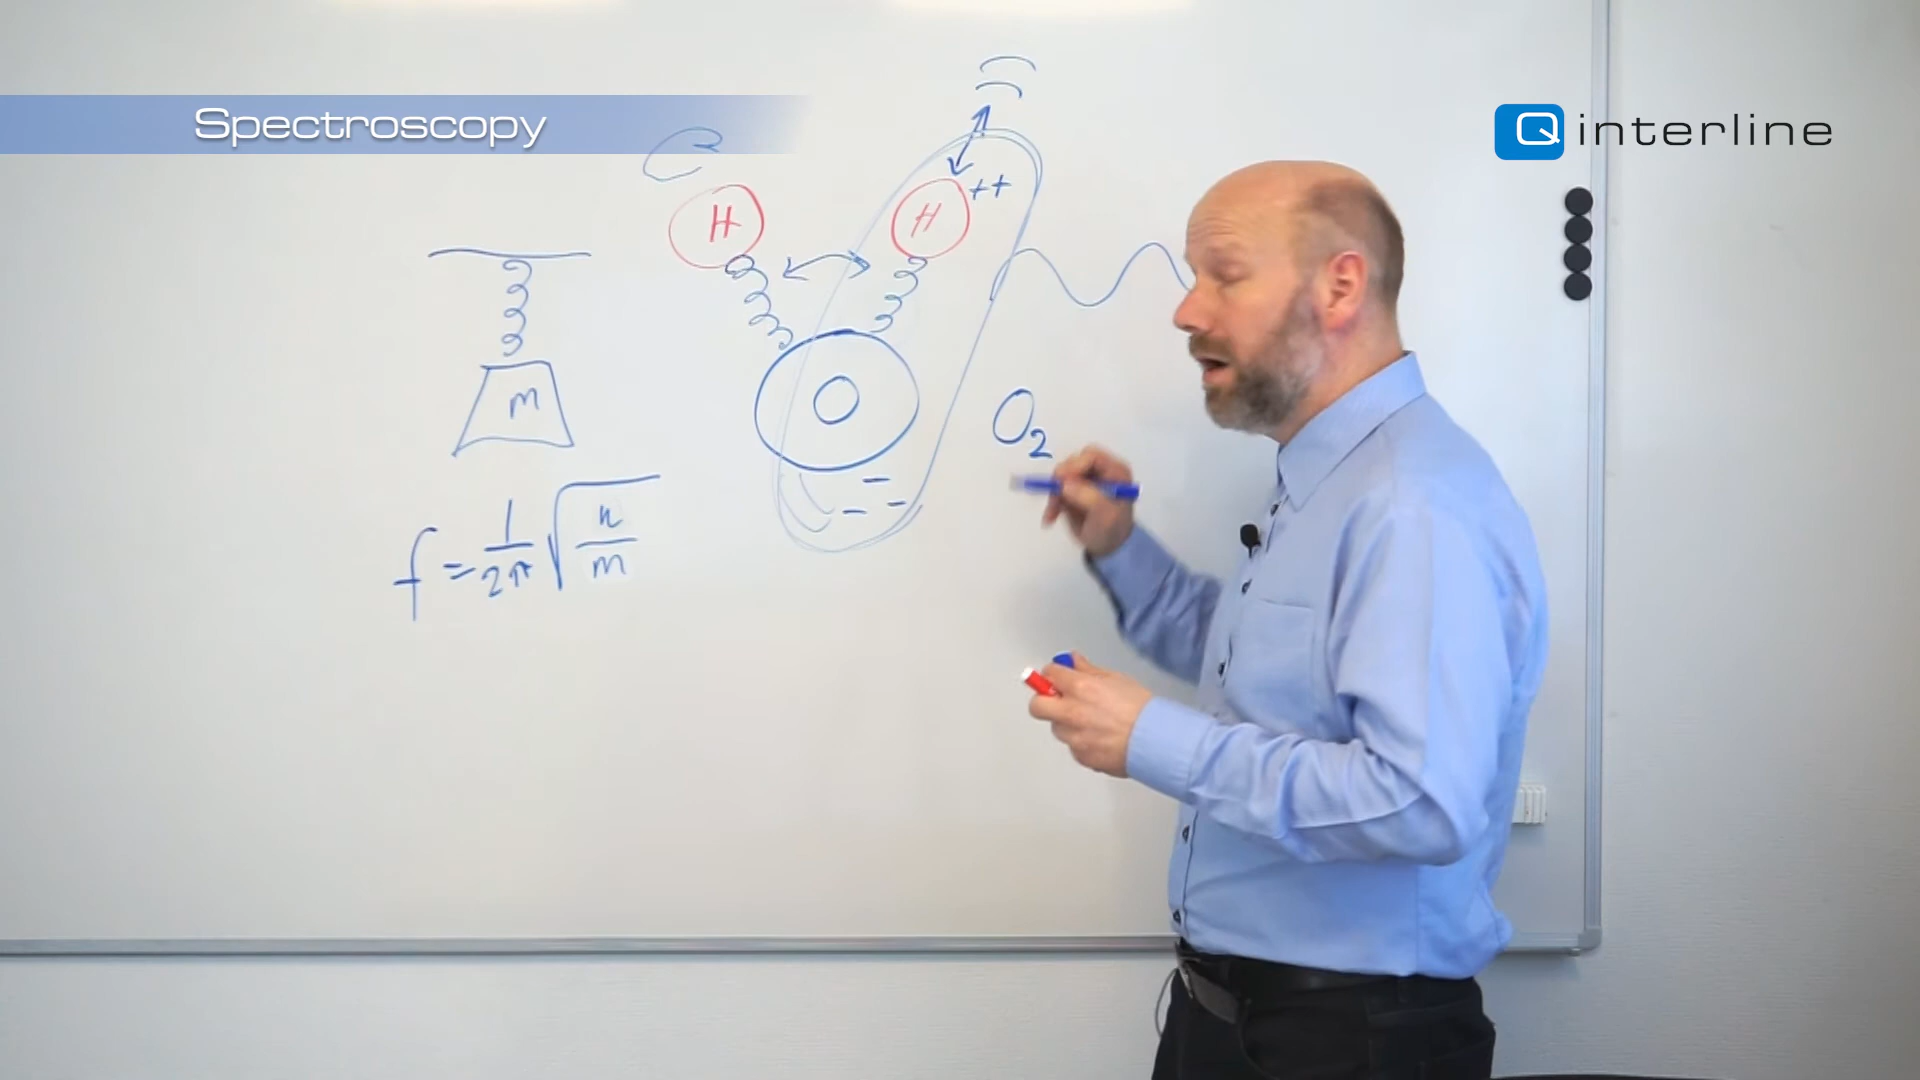 Spectroscopy
Q interline
H
H
++
m
O
O₂
f = 1/2π √k/m